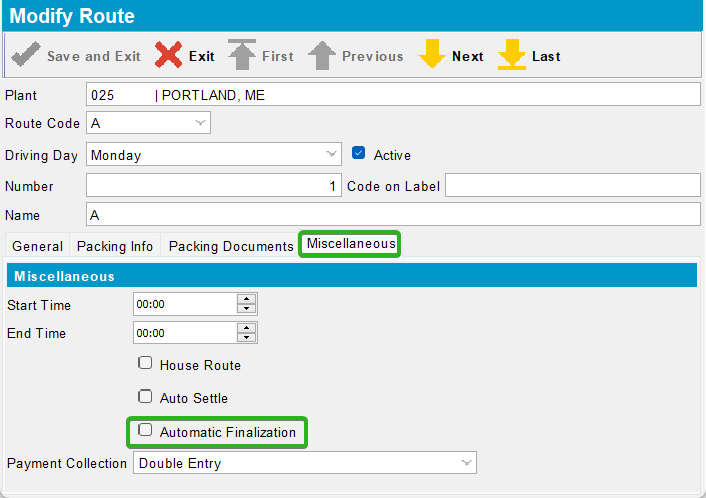 Modify Route
Save and Exit Exit First Previous Next Last
Plant 025 | PORTLAND, ME
Route Code A
Driving Day Monday Active
Number 1 Code on Label
Name A
General Packing Info Packing Documents Miscellaneous
Miscellaneous
Start Time 00:00
End Time 00:00
House Route
Auto Settle
Automatic Finalization
Payment Collection Double Entry